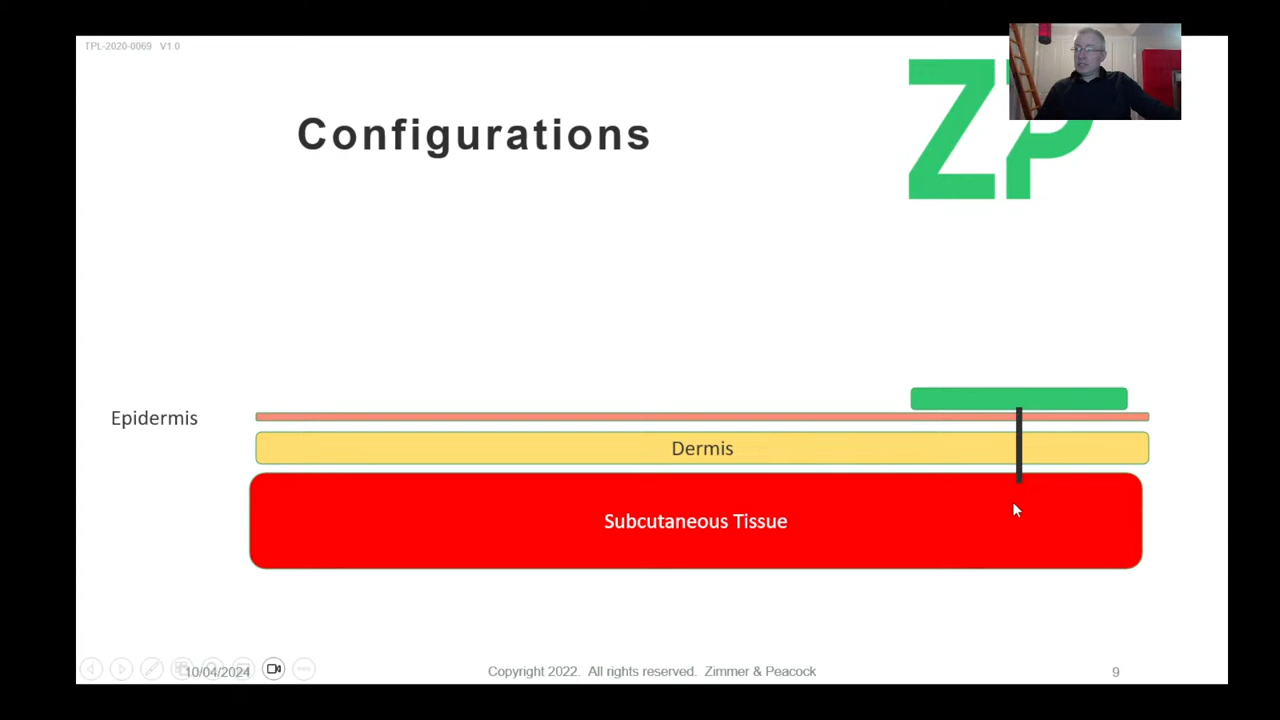 TPL-2020-0069 V1.0
ZP
Configurations
Epidermis
Dermis
Subcutaneous Tissue
10/04/2024
Copyright 2022. All rights reserved. Zimmer & Peacock
9